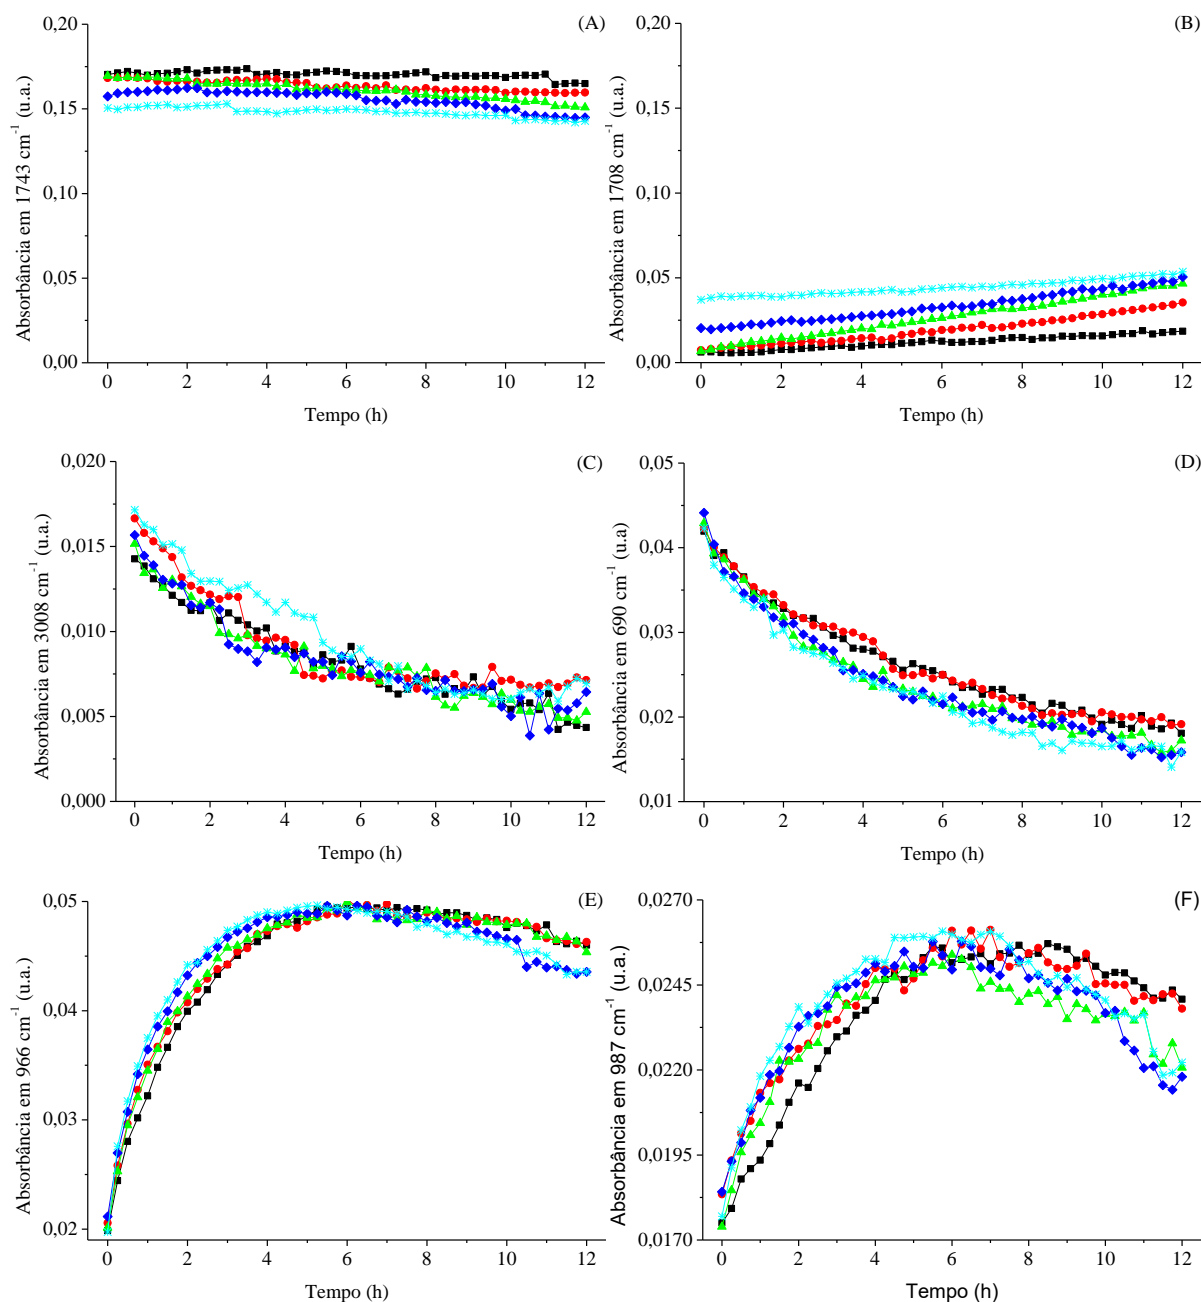 (A)
Absorbância em 1743 cm⁻¹ (u.a.)
0,20
0,15
0,10
0,05
0,00
0 2 4 6 8 10 12
Tempo (h)
(B)
Absorbância em 1708 cm⁻¹ (u.a.)
0,20
0,15
0,10
0,05
0,00
0 2 4 6 8 10 12
Tempo (h)
(C)
Absorbância em 3008 cm⁻¹ (u.a.)
0,020
0,015
0,010
0,005
0,000
0 2 4 6 8 10 12
Tempo (h)
(D)
Absorbância em 690 cm⁻¹ (u.a)
0,05
0,04
0,03
0,02
0,01
0 2 4 6 8 10 12
Tempo (h)
(E)
Absorbância em 966 cm⁻¹ (u.a.)
0,05
0,04
0,03
0,02
0 2 4 6 8 10 12
Tempo (h)
(F)
Absorbância em 987 cm⁻¹ (u.a.)
0,0270
0,0245
0,0220
0,0195
0,0170
0 2 4 6 8 10 12
Tempo (h)